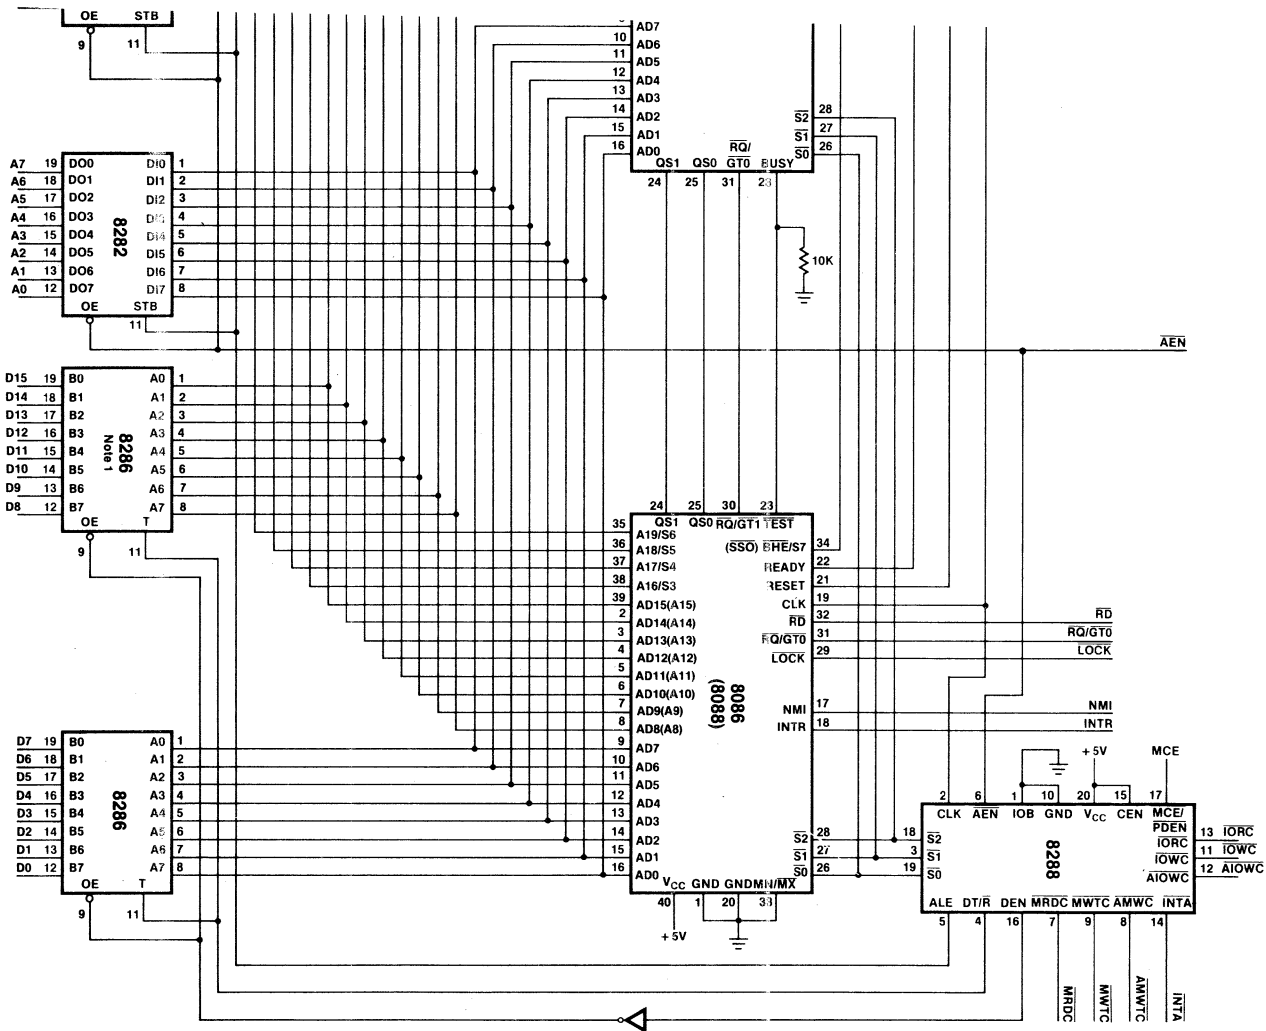 OE STB
9 11
AD7
10 AD6
11 AD5
12 AD4
13 AD3
14 AD2
15 AD1
16 AD0
S2 28
S1 27
S0 26
RQ/
QS1 QS0 GT0 BUSY
24 25 31 23
10K
A7 19 DO0 DI0 1
A6 18 DO1 DI1 2
A5 17 DO2 DI2 3
A4 16 DO3 DI3 4
A3 15 DO4 DI4 5
A2 14 DO5 DI5 6
A1 13 DO6 DI6 7
A0 12 DO7 DI7 8
8282
OE STB
11
AEN
D15 19 B0 A0 1
D14 18 B1 A1 2
D13 17 B2 A2 3
D12 16 B3 A3 4
D11 15 B4 A4 5
D10 14 B5 A5 6
D9 13 B6 A6 7
D8 12 B7 A7 8
8286
Note 1
OE T
9 11
24 25 30 23
QS1 QS0 RQ/GT1 TEST
35 A19/S6
36 A18/S5
37 A17/S4
38 A16/S3
39 AD15(A15)
2 AD14(A14)
3 AD13(A13)
4 AD12(A12)
5 AD11(A11)
6 AD10(A10)
7 AD9(A9)
8 AD8(A8)
9 AD7
10 AD6
11 AD5
12 AD4
13 AD3
14 AD2
15 AD1
16 AD0
8086
(8088)
(SSO) BHE/S7 34
READY 22
RESET 21
CLK 19
RD 32 RD
RQ/GT0 31 RQ/GT0
LOCK 29 LOCK
NMI 17 NMI
INTR 18 INTR
S2 28
S1 27
S0 26
VCC GND GND MN/MX
40 1 20 33
+5V
D7 19 B0 A0 1
D6 18 B1 A1 2
D5 17 B2 A2 3
D4 16 B3 A3 4
D3 15 B4 A4 5
D2 14 B5 A5 6
D1 13 B6 A6 7
D0 12 B7 A7 8
8286
OE T
9 11
+5V MCE
2 6 1 10 20 15 17
CLK AEN IOB GND VCC CEN MCE/
PDEN
18 S2
3 S1
19 S0
8288
IORC 13 IORC
IOWC 11 IOWC
AIOWC 12 AIOWC
ALE DT/R DEN MRDC MWTC AMWC INTA
5 4 16 7 9 8 14
MRDC MWTC AMWTC INTA